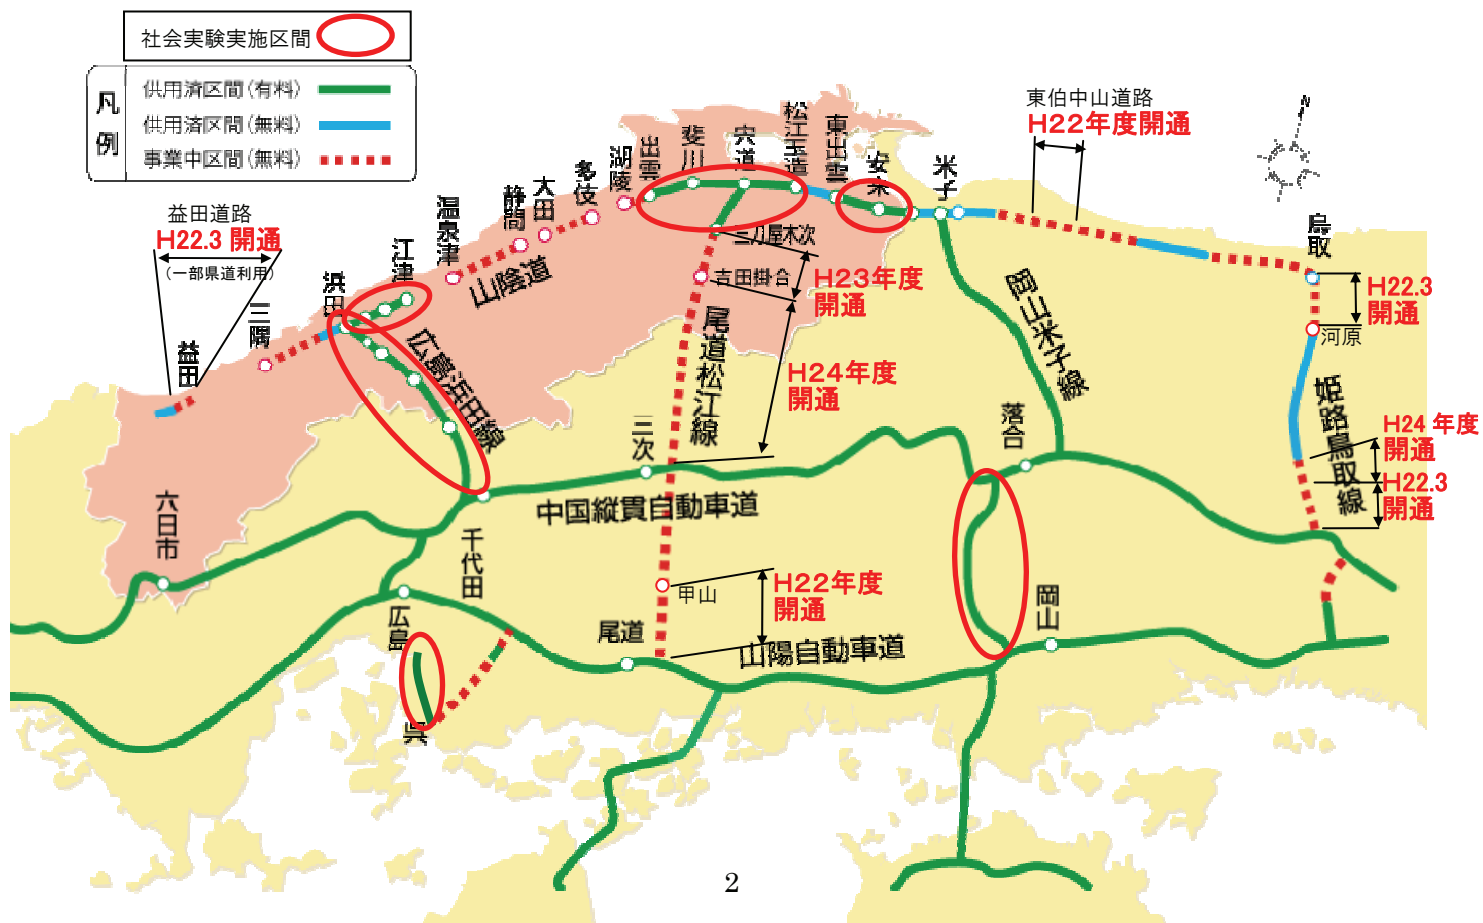 社会実験実施区間
凡例
供用済区間(有料)
供用済区間(無料)
事業中区間(無料)
益田道路
H22.3 開通
(一部県道利用)
東伯中山道路
H22年度開通
益田
三隅
浜田
江津
温泉津
静間
大田
多伎
湖陵
出雲
斐川
宍道
松江玉造
東出雲
安来
米子
鳥取
山陰道
三刀屋木次
吉田掛合
H23年度
開通
H24年度
開通
尾道松江線
広島浜田線
岡山米子線
H22.3
開通
河原
姫路鳥取線
H24 年度
開通
H22.3
開通
落合
三次
中国縦貫自動車道
六日市
千代田
広島
呉
甲山
H22年度
開通
尾道
山陽自動車道
岡山
N
2